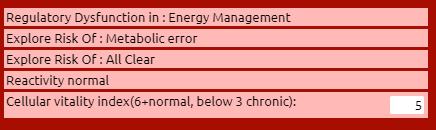 Regulatory Dysfunction in : Energy Management
Explore Risk Of : Metabolic error
Explore Risk Of : All Clear
Reactivity normal
Cellular vitality index(6+normal, below 3 chronic): 5